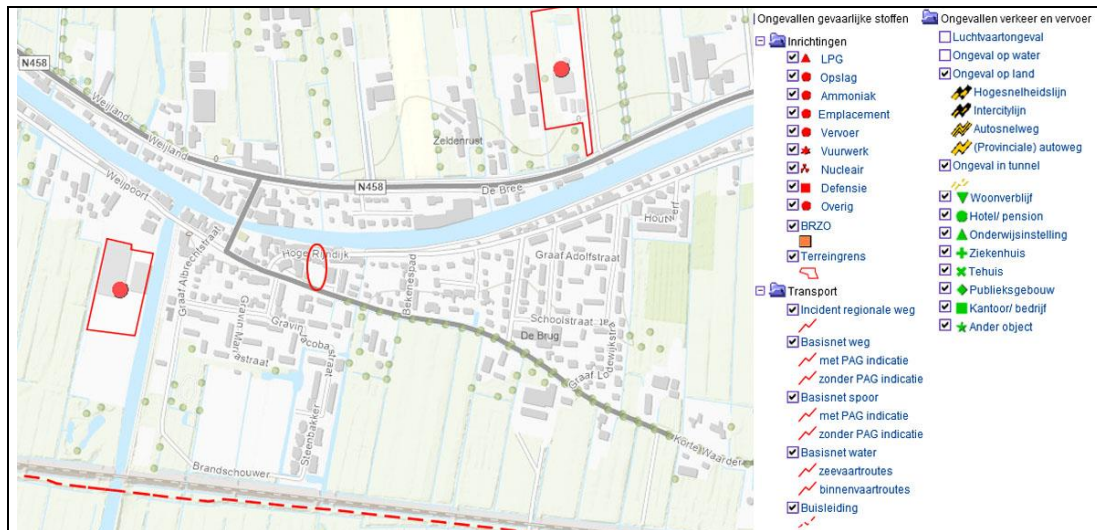 N458
Weijland
Weijland
Weijpoort
Zeldenrust
N458
De Bree
Hoge Rijndijk
Graaf Albrechtstraat
Graaf Adolfstraat
Bekenespad
Schoolstraat
De Brug
Graaf Lodewijkstra
Steenbakker
Brandschouwer
Korte Waarder
Ongevallen gevaarlijke stoffen
Inrichtingen
LPG
Opslag
Ammoniak
Emplacement
Vervoer
Vuurwerk
Nucleair
Defensie
Overig
BRZO
Terreingrens
Transport
Incident regionale weg
Basisnet weg
met PAG indicatie
zonder PAG indicatie
Basisnet spoor
met PAG indicatie
zonder PAG indicatie
Basisnet water
zeevaartroutes
binnenvaartroutes
Buisleiding
Ongevallen verkeer en vervoer
Luchtvaartongeval
Ongeval op water
Ongeval op land
Hogesnelheidslijn
Intercitylijn
Autosnelweg
(Provinciale) autoweg
Ongeval in tunnel
Woonverblijf
Hotel/ pension
Onderwijsinstelling
Ziekenhuis
Tehuis
Publieksgebouw
Kantoor/ bedrijf
Ander object